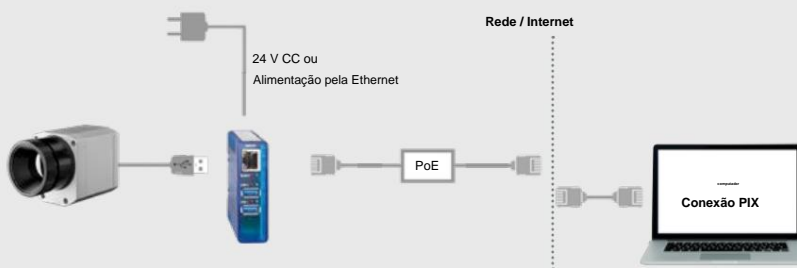 Rede / Internet
24 V CC ou
Alimentação pela Ethernet
PoE
computador
Conexão PIX